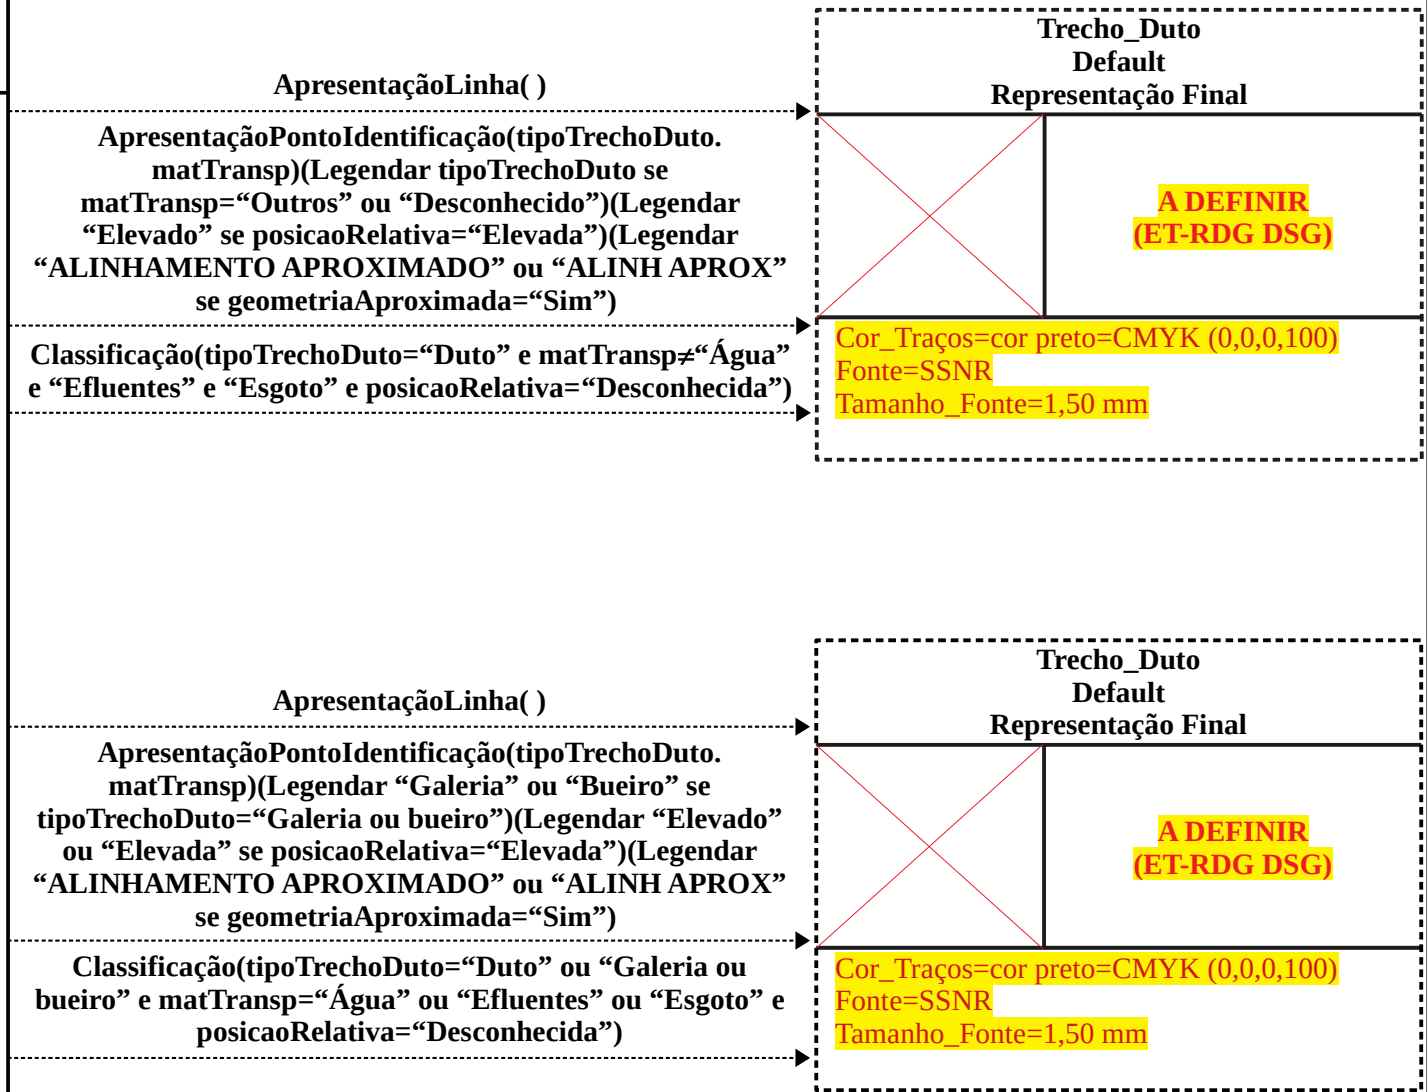 ApresentaçãoLinha( )
ApresentaçãoPontoIdentificação(tipoTrechoDuto.
matTransp)(Legendar tipoTrechoDuto se
matTransp=“Outros” ou “Desconhecido”)(Legendar
“Elevado” se posicaoRelativa=“Elevada”)(Legendar
“ALINHAMENTO APROXIMADO” ou “ALINH APROX”
se geometriaAproximada=“Sim”)
Classificação(tipoTrechoDuto=“Duto” e matTransp≠“Água”
e “Efluentes” e “Esgoto” e posicaoRelativa=“Desconhecida”)
Trecho_Duto
Default
Representação Final
A DEFINIR
(ET-RDG DSG)
Cor_Traços=cor preto=CMYK (0,0,0,100)
Fonte=SSNR
Tamanho_Fonte=1,50 mm
ApresentaçãoLinha( )
ApresentaçãoPontoIdentificação(tipoTrechoDuto.
matTransp)(Legendar “Galeria” ou “Bueiro” se
tipoTrechoDuto=“Galeria ou bueiro”)(Legendar “Elevado”
ou “Elevada” se posicaoRelativa=“Elevada”)(Legendar
“ALINHAMENTO APROXIMADO” ou “ALINH APROX”
se geometriaAproximada=“Sim”)
Classificação(tipoTrechoDuto=“Duto” ou “Galeria ou
bueiro” e matTransp=“Água” ou “Efluentes” ou “Esgoto” e
posicaoRelativa=“Desconhecida”)
Trecho_Duto
Default
Representação Final
A DEFINIR
(ET-RDG DSG)
Cor_Traços=cor preto=CMYK (0,0,0,100)
Fonte=SSNR
Tamanho_Fonte=1,50 mm